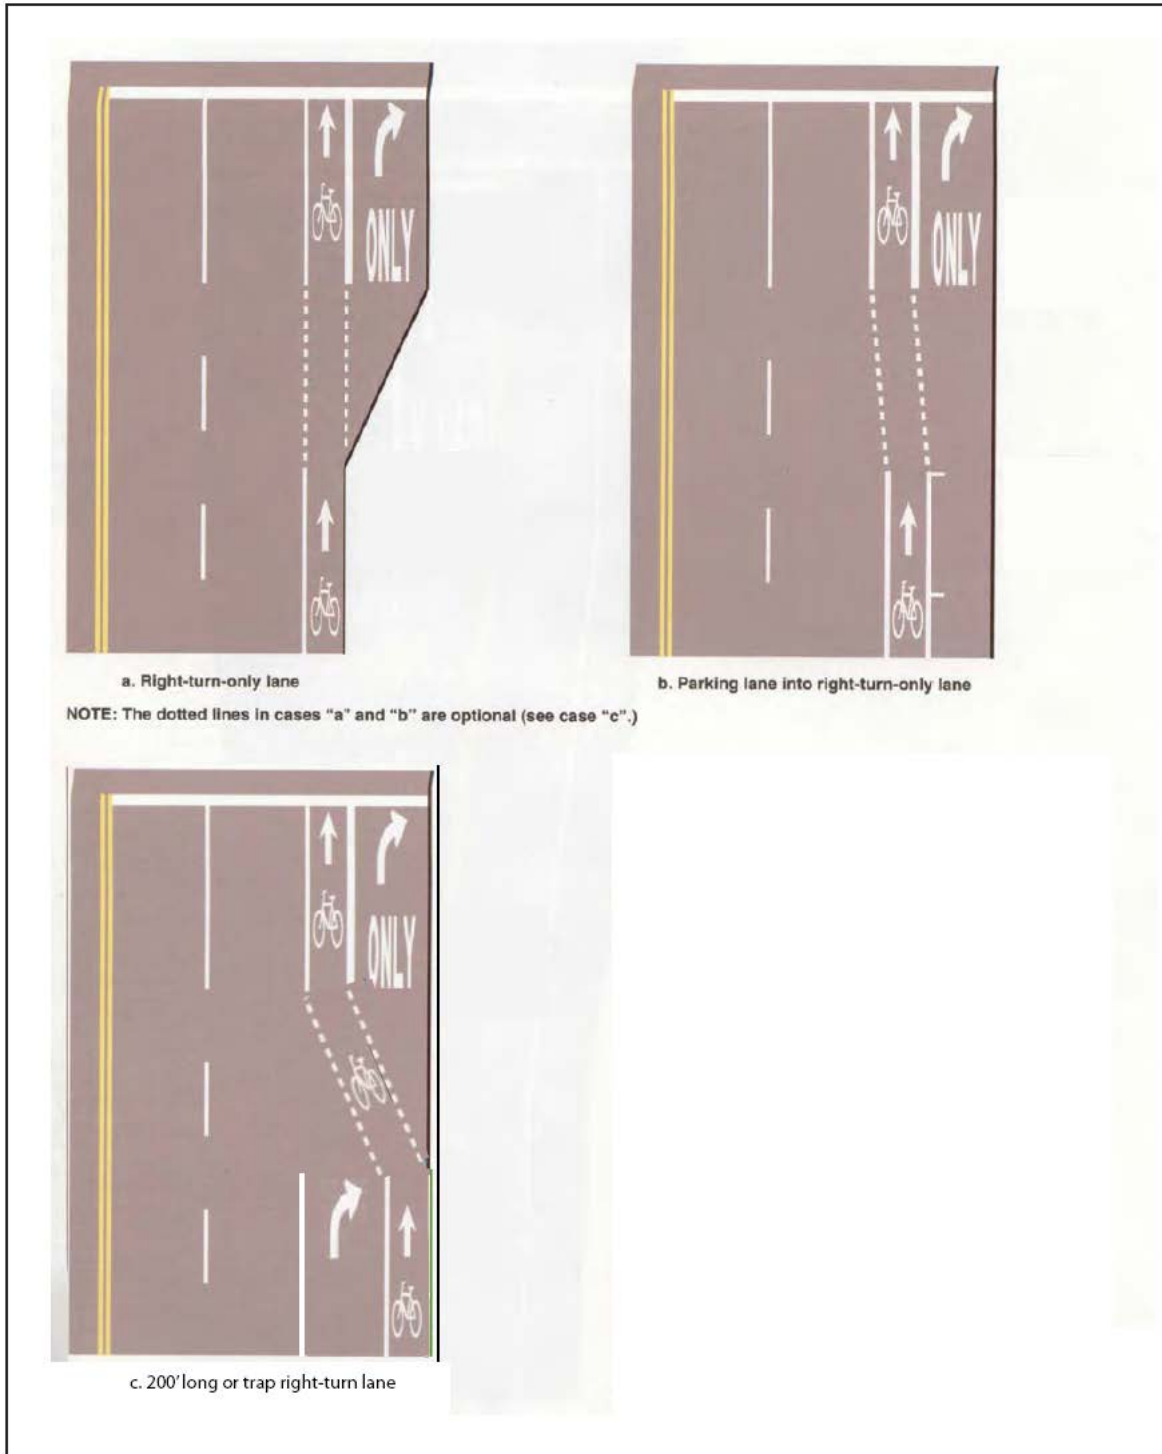 ONLY
ONLY
a. Right-turn-only lane
b. Parking lane into right-turn-only lane
NOTE: The dotted lines in cases "a" and "b" are optional (see case "c".)
ONLY
c. 200' long or trap right-turn lane